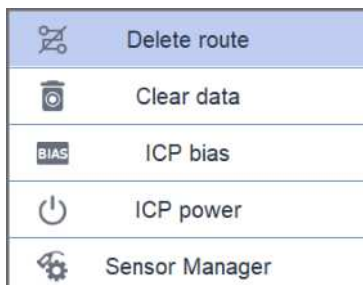 Delete route
Clear data
BIAS ICP bias
ICP power
Sensor Manager